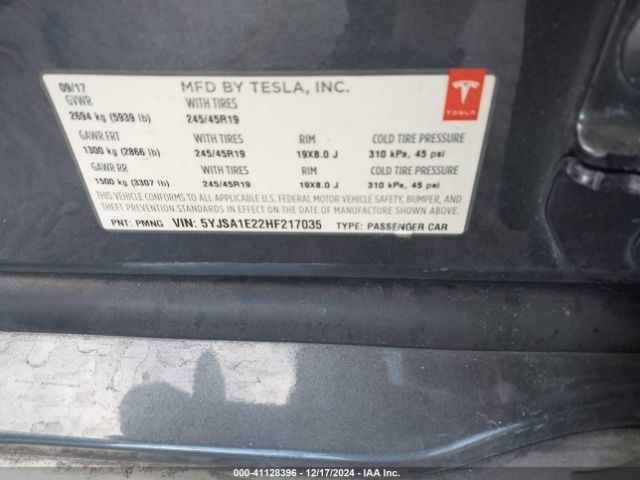 09/17 MFD BY TESLA, INC.
GVWR WITH TIRES
2694 kg (5939 lb) 245/45R19
TESLA
GAWR FRT WITH TIRES RIM COLD TIRE PRESSURE
1300 kg (2866 lb) 245/45R19 19X8.0 J 310 kPa, 45 psi
GAWR RR WITH TIRES RIM COLD TIRE PRESSURE
1500 kg (3307 lb) 245/45R19 19X8.0 J 310 kPa, 45 psi
THIS VEHICLE CONFORMS TO ALL APPLICABLE U.S. FEDERAL MOTOR VEHICLE SAFETY, BUMPER, AND
THEFT PREVENTION STANDARDS IN EFFECT ON THE DATE OF MANUFACTURE SHOWN ABOVE.
PNT: PMNG VIN: 5YJSA1E22HF217035 TYPE: PASSENGER CAR
000-41128396 - 12/17/2024 - IAA Inc.